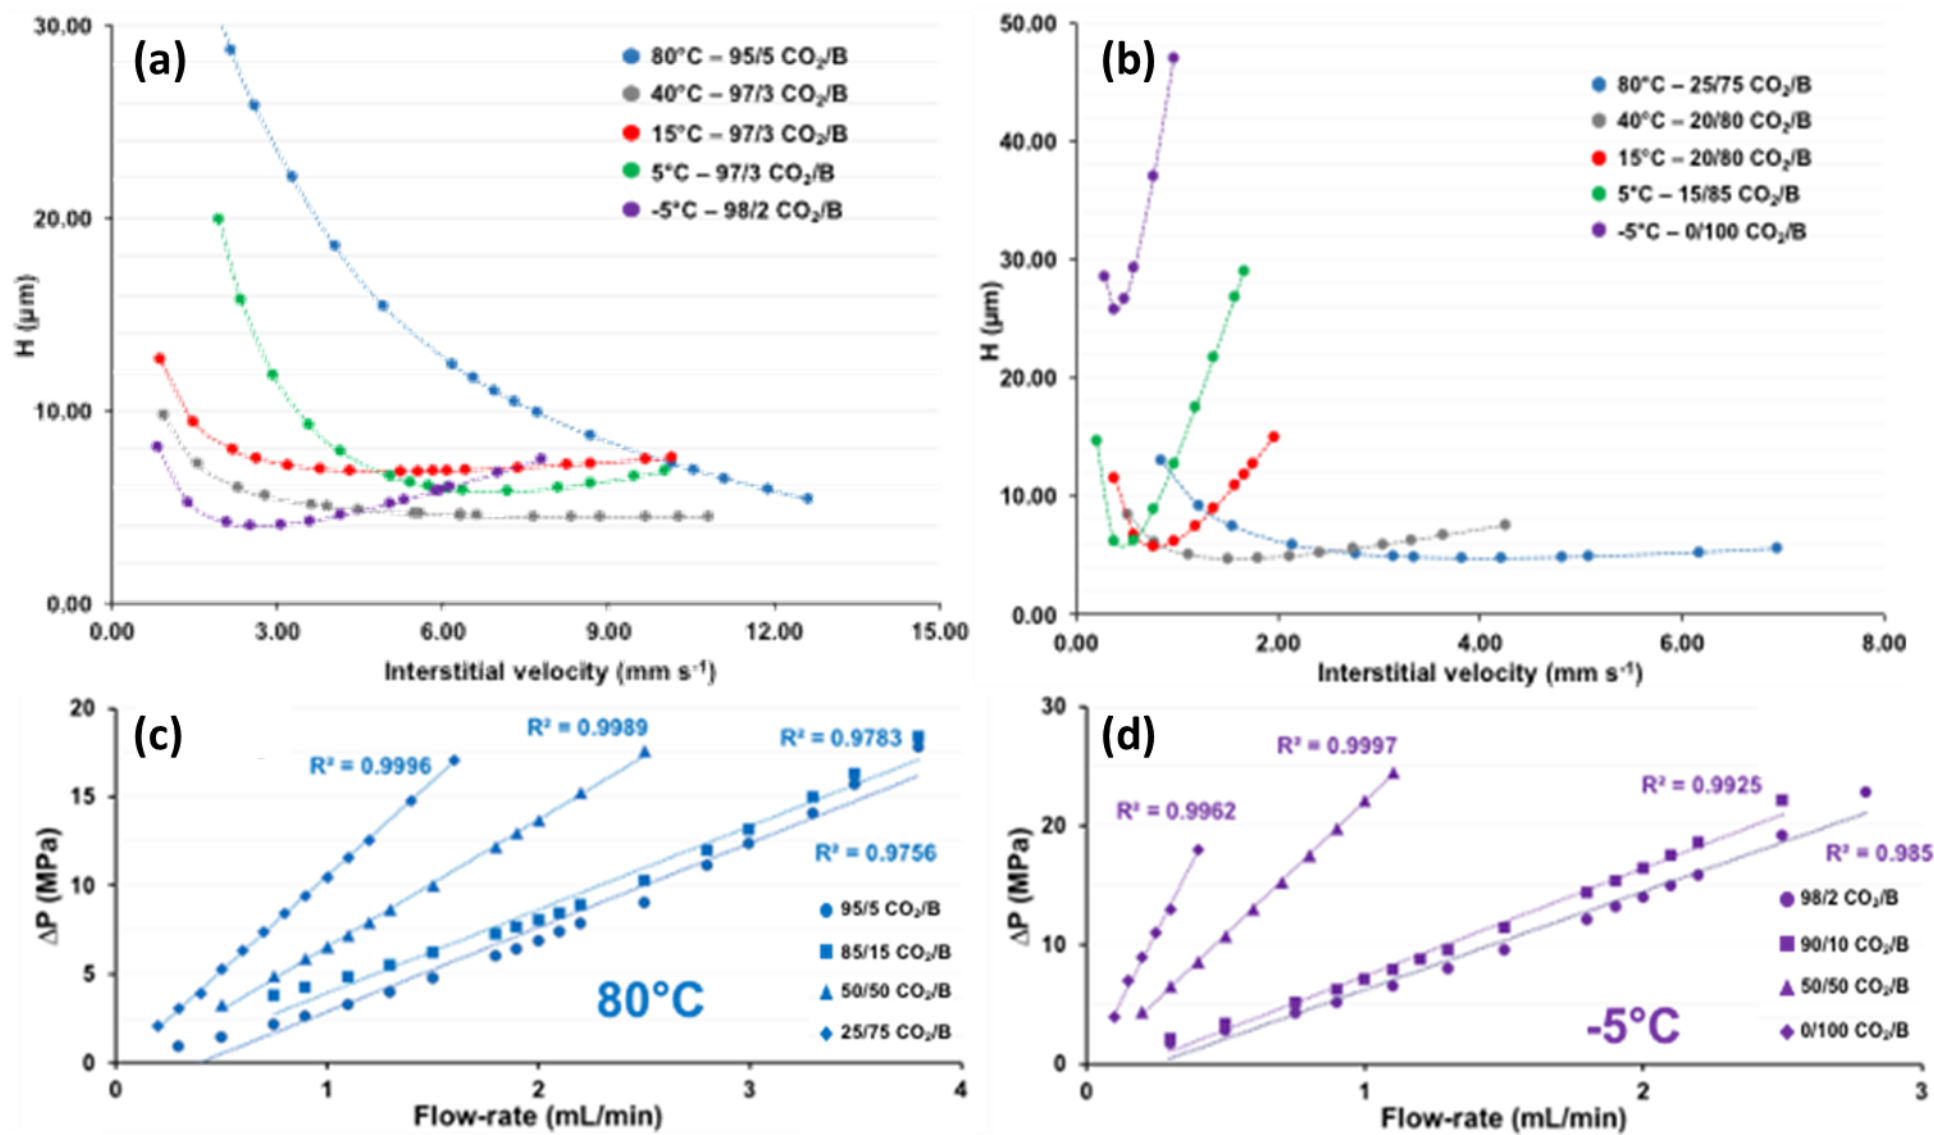 (a)
30,00
20,00
10,00
0,00
0.00 3.00 6.00 9.00 12.00 15.00
H (µm)
Interstitial velocity (mm s⁻¹)
80°C – 95/5 CO₂/B
40°C – 97/3 CO₂/B
15°C – 97/3 CO₂/B
5°C – 97/3 CO₂/B
-5°C – 98/2 CO₂/B
(b)
50.00
40.00
30.00
20.00
10.00
0.00
0.00 2.00 4.00 6.00 8.00
H (µm)
Interstitial velocity (mm s⁻¹)
80°C – 25/75 CO₂/B
40°C – 20/80 CO₂/B
15°C – 20/80 CO₂/B
5°C – 15/85 CO₂/B
-5°C – 0/100 CO₂/B
(c)
20
15
10
5
0
0 1 2 3 4
ΔP (MPa)
Flow-rate (mL/min)
R² = 0.9996
R² = 0.9989
R² = 0.9783
R² = 0.9756
95/5 CO₂/B
85/15 CO₂/B
50/50 CO₂/B
25/75 CO₂/B
80°C
(d)
30
20
10
0
0 1 2 3
ΔP (MPa)
Flow-rate (mL/min)
R² = 0.9962
R² = 0.9997
R² = 0.9925
R² = 0.985
98/2 CO₂/B
90/10 CO₂/B
50/50 CO₂/B
0/100 CO₂/B
-5°C